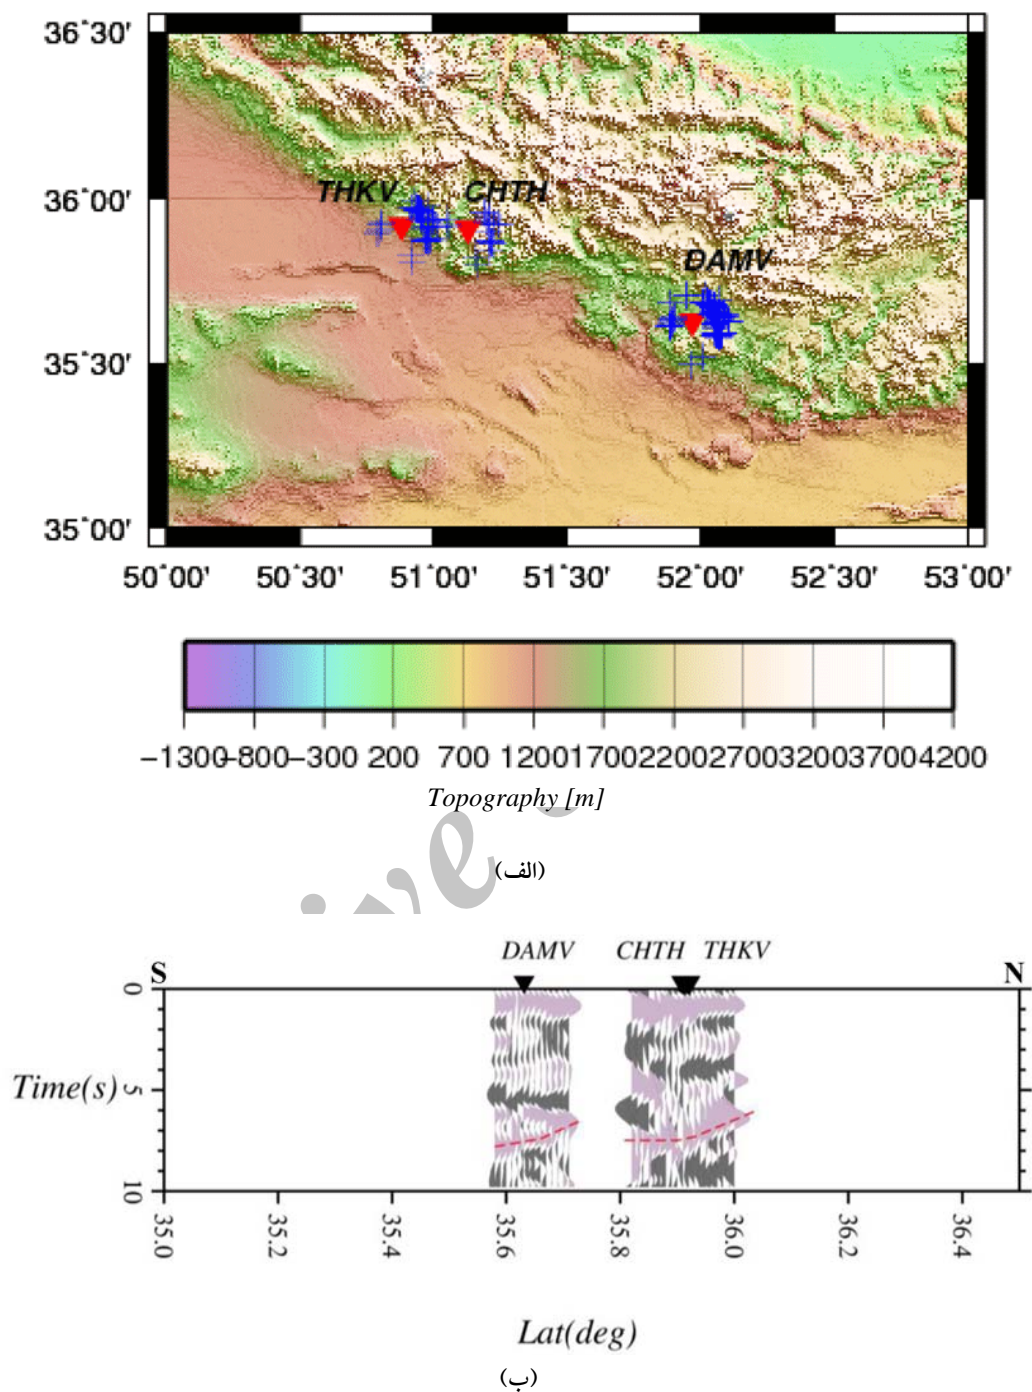 36°30'
THKV CHTH
36°00'
DAMV
35°30'
35°00'
50°00' 50°30' 51°00' 51°30' 52°00' 52°30' 53°00'
−1300 −800 −300 200 700 1200 1700 2200 2700 3200 3700 4200
Topography [m]
ive
(الف)
DAMV CHTH THKV
S N
0
Time(s) 5
10
35.0 35.2 35.4 35.6 35.8 36.0 36.2 36.4
Lat(deg)
(ب)